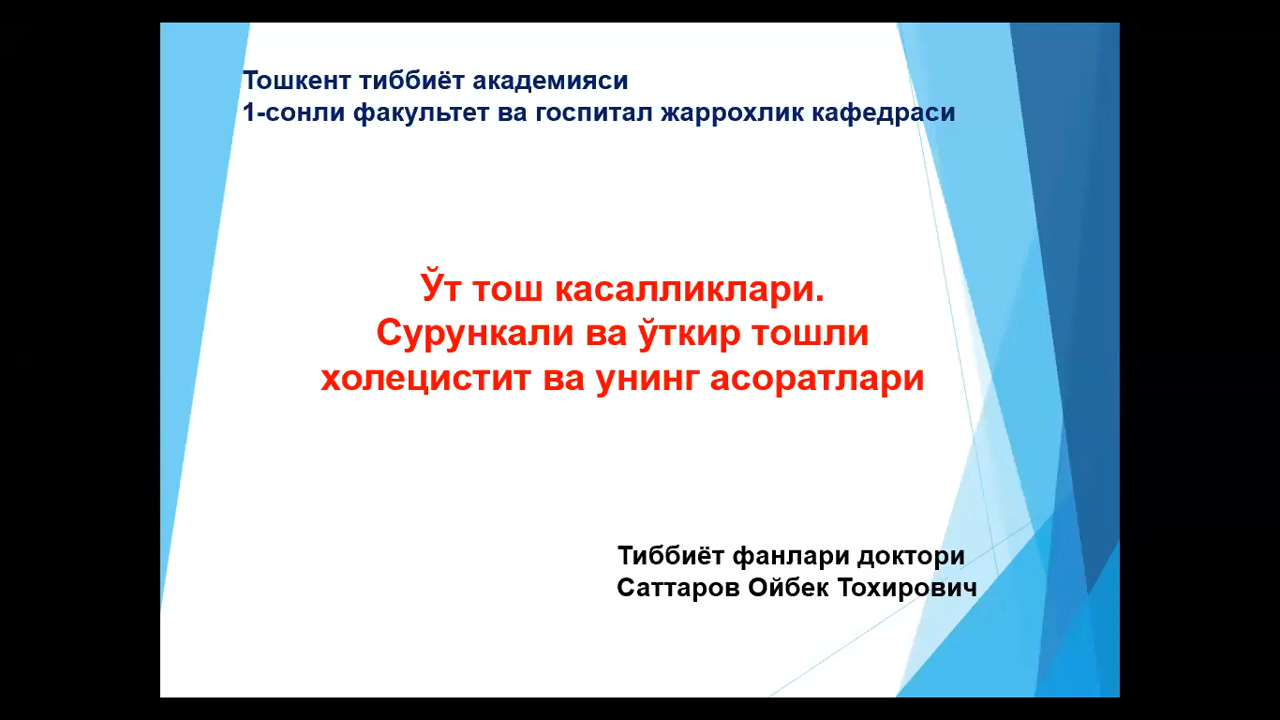 Тошкент тиббиёт академияси
1-сонли факультет ва госпитал жаррохлик кафедраси
Ўт тош касалликлари.
Сурункали ва ўткир тошли
холецистит ва унинг асоратлари
Тиббиёт фанлари доктори
Саттаров Ойбек Тохирович